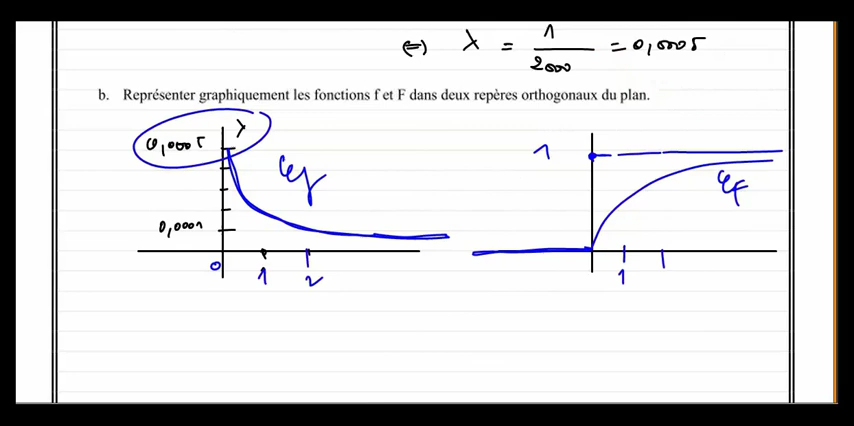 ⇔ λ = 1/2000 = 0,0005
b. Représenter graphiquement les fonctions f et F dans deux repères orthogonaux du plan.
0,0005 λ
𝒞f
1
𝒞F
0,0001
0 1 2
1